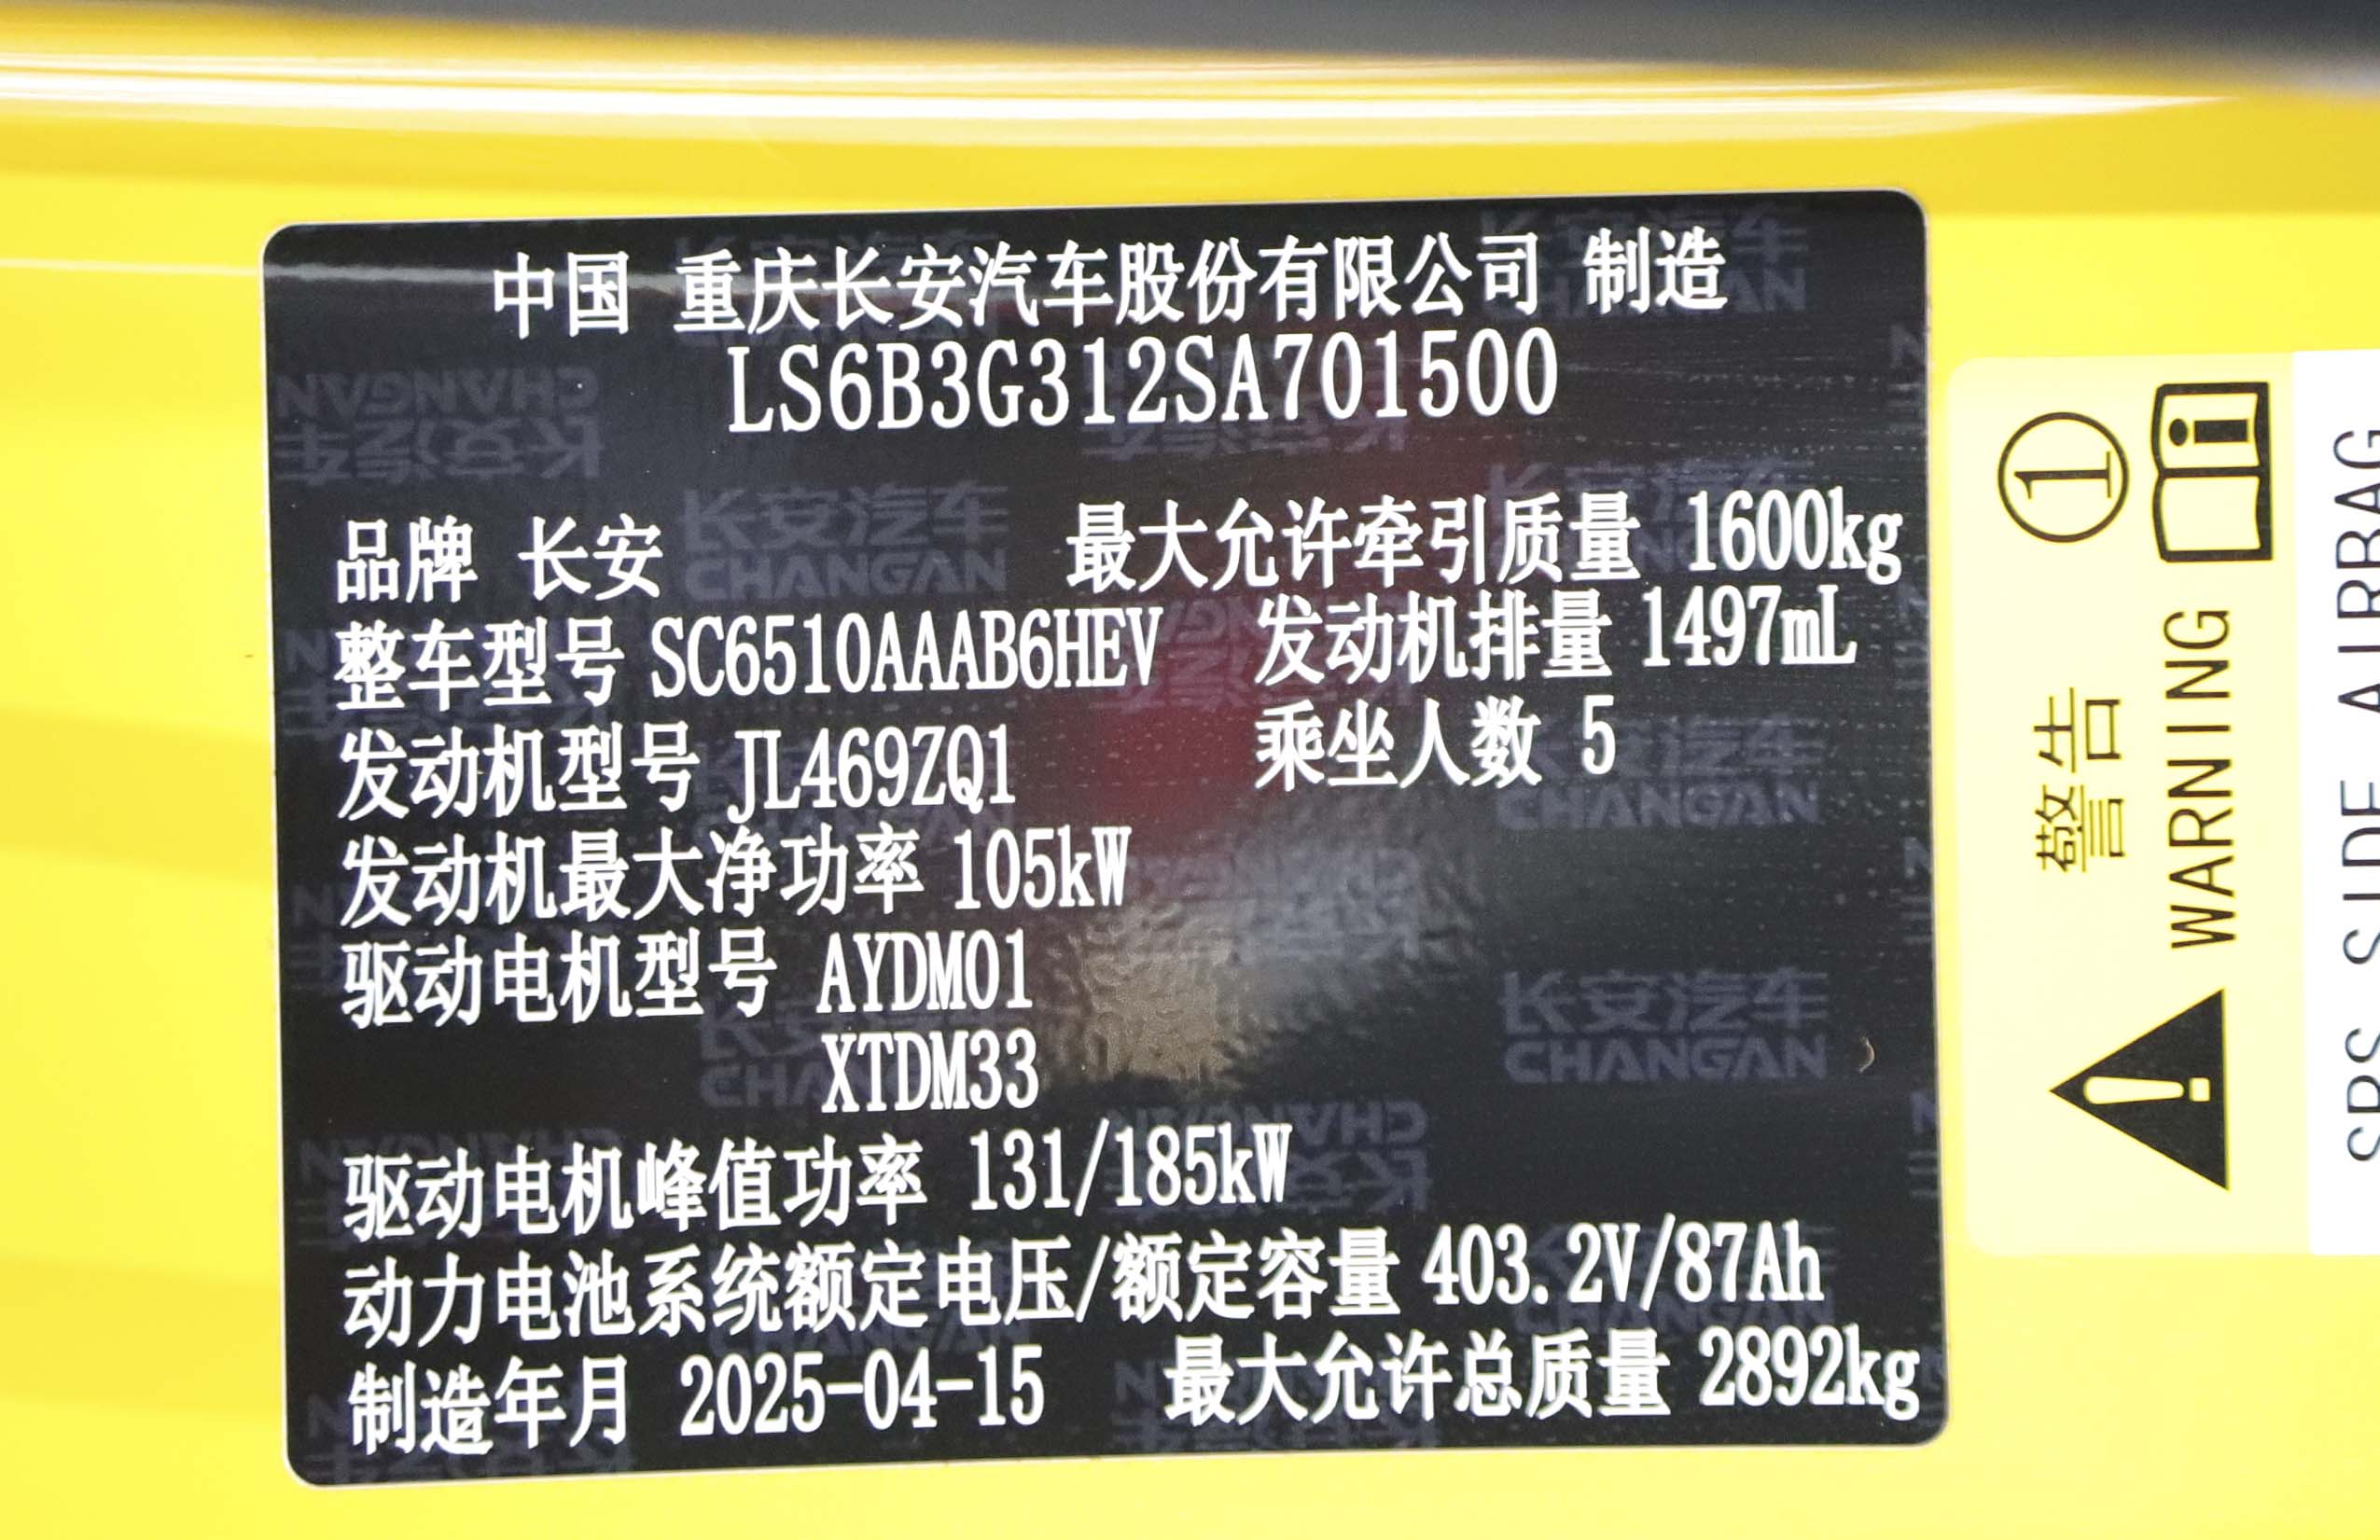 中国 重庆长安汽车股份有限公司 制造
LS6B3G312SA701500
品牌 长安 最大允许牵引质量 1600kg
整车型号 SC6510AAAB6HEV 发动机排量 1497mL
发动机型号 JL469ZQ1 乘坐人数 5
发动机最大净功率 105kW
驱动电机型号 AYDM01
XTDM33
驱动电机峰值功率 131/185kW
动力电池系统额定电压/额定容量 403.2V/87Ah
制造年月 2025-04-15 最大允许总质量 2892kg
长安汽车
CHANGAN
①
警告
WARNING
SRS SIDE AIRBAG